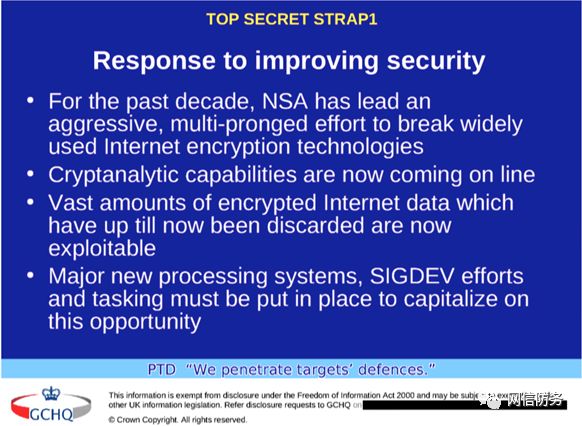 TOP SECRET STRAP1
Response to improving security
• For the past decade, NSA has lead an
aggressive, multi-pronged effort to break widely
used Internet encryption technologies
• Cryptanalytic capabilities are now coming on line
• Vast amounts of encrypted Internet data which
have up till now been discarded are now
exploitable
• Major new processing systems, SIGDEV efforts
and tasking must be put in place to capitalize on
this opportunity
PTD “We penetrate targets’ defences.”
GCHQ
This information is exempt from disclosure under the Freedom of Information Act 2000 and may be subject
other UK information legislation. Refer disclosure requests to GCHQ on
© Crown Copyright. All rights reserved.
网信防务